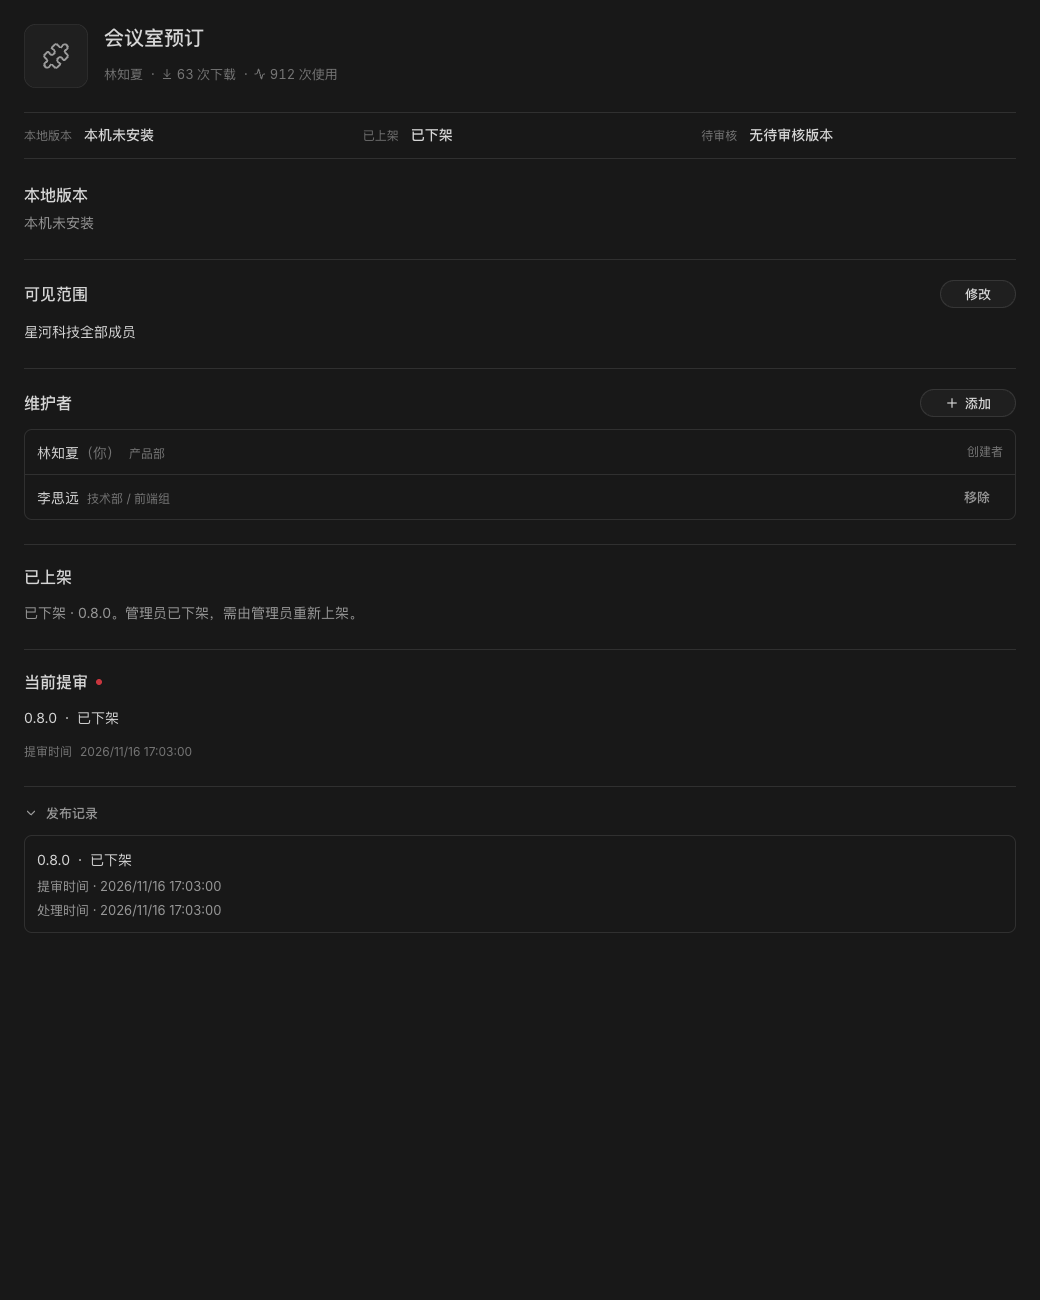 会议室预订
林知夏 · 63 次下载 · 912 次使用
本地版本 本机未安装 已上架 已下架 待审核 无待审核版本
本地版本
本机未安装
可见范围 修改
星河科技全部成员
维护者 添加
林知夏（你） 产品部 创建者
李思远 技术部 / 前端组 移除
已上架
已下架 · 0.8.0。管理员已下架，需由管理员重新上架。
当前提审
0.8.0 · 已下架
提审时间 2026/11/16 17:03:00
发布记录
0.8.0 · 已下架
提审时间 · 2026/11/16 17:03:00
处理时间 · 2026/11/16 17:03:00